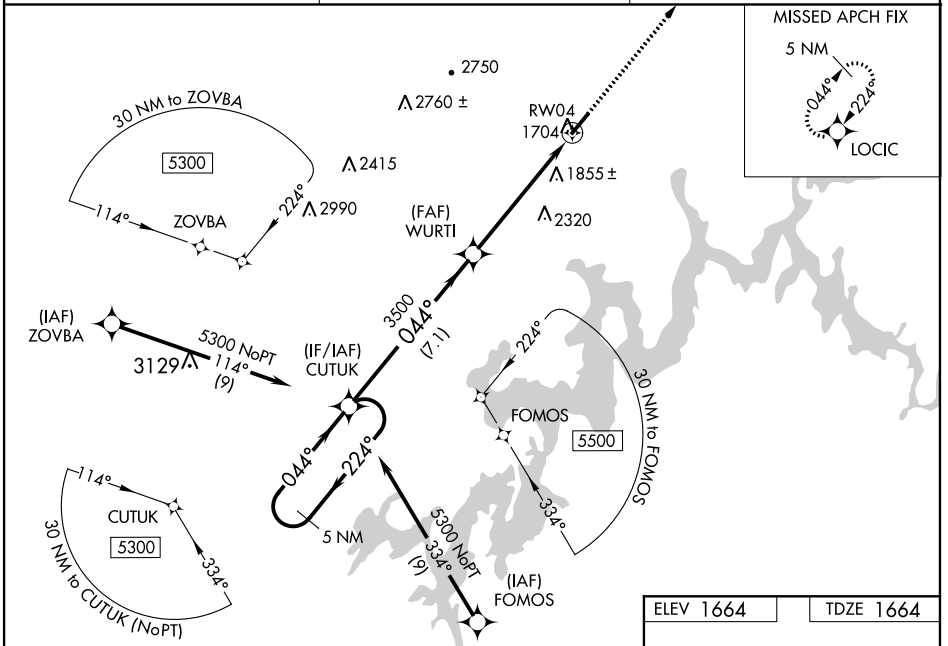 MISSED APCH FIX
5 NM
044°
224°
LOCIC
2750
2760 ±
30 NM to ZOVBA
5300
RW04
1704
2415
1855 ±
114°
224°
2990
ZOVBA
(FAF)
WURTI
2320
(IAF)
ZOVBA
5300 NoPT
114°
(9)
3129
(IF/IAF)
CUTUK
3500
044°
(7.1)
224°
30 NM to FOMOS
FOMOS
5500
334°
044°
224°
5 NM
114°
CUTUK
5300
334°
30 NM to CUTUK (NoPT)
5300 NoPT
334°
(9)
(IAF)
FOMOS
ELEV 1664
TDZE 1664